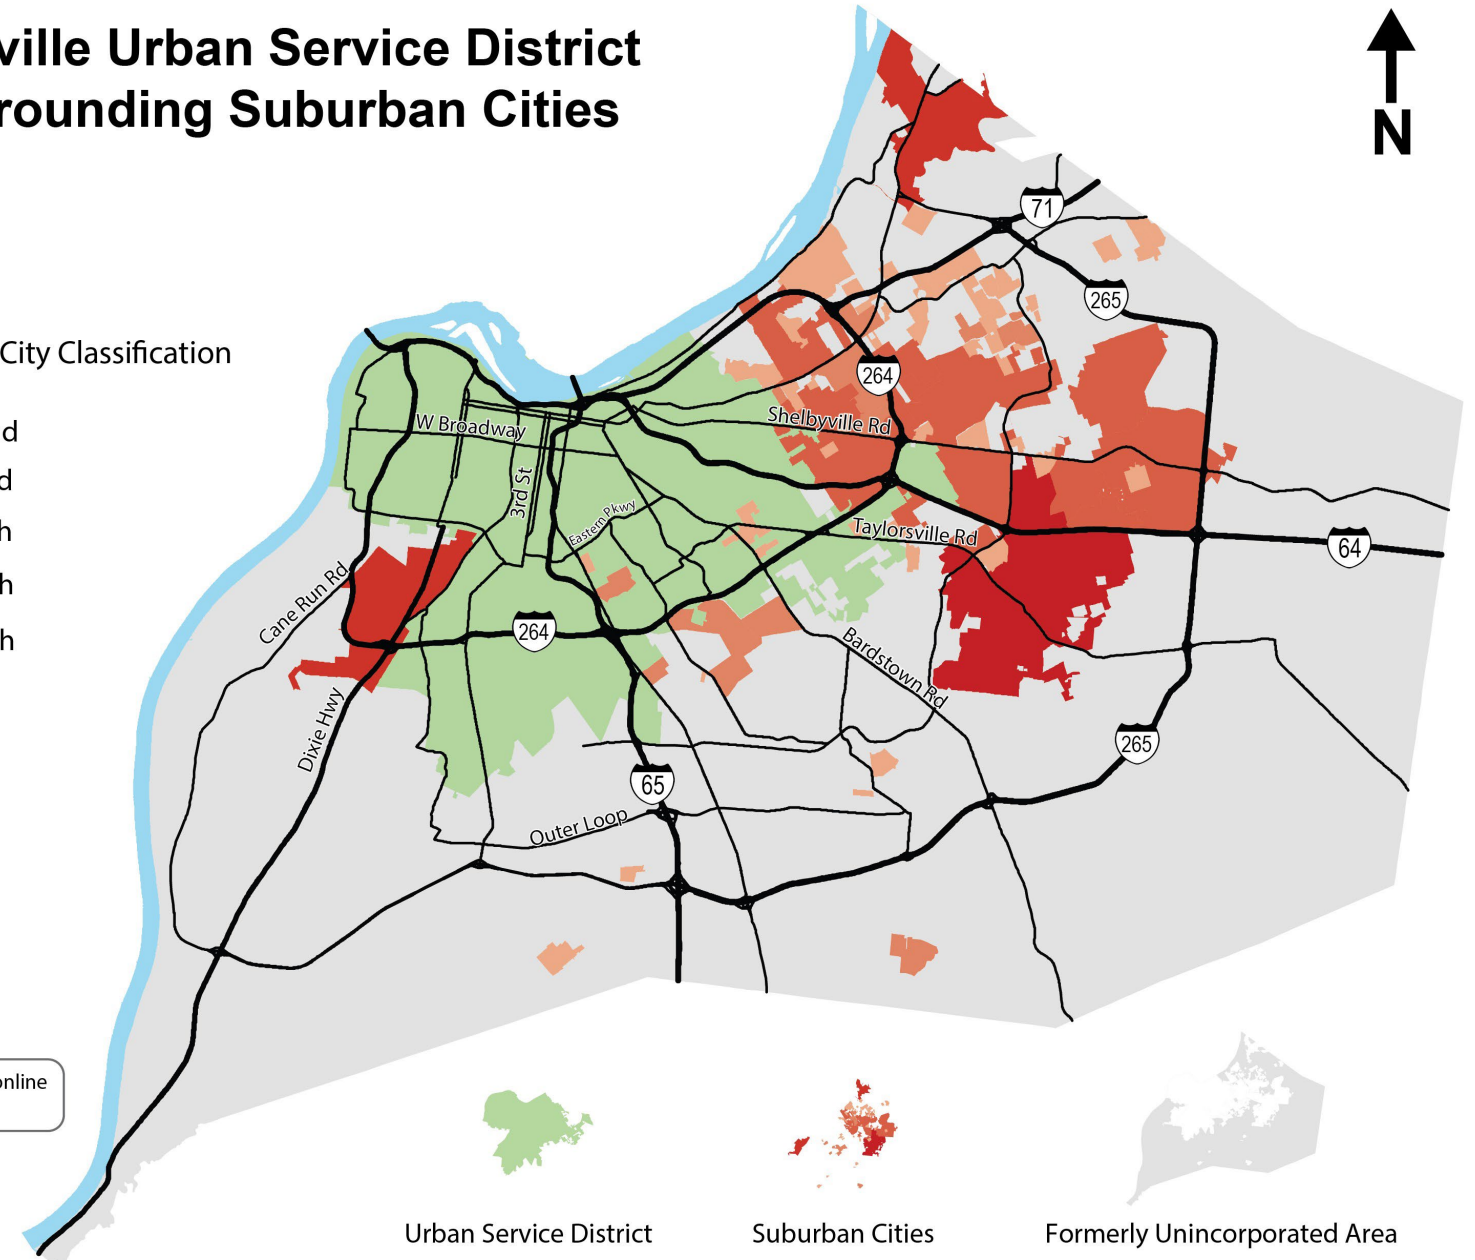 ville Urban Service District
rounding Suburban Cities
N
City Classification
d
d
h
h
h
71
265
264
Shelbyville Rd
W Broadway
3rd St
Eastern Pkwy
Taylorsville Rd
64
Cane Run Rd
264
Bardstown Rd
Dixie Hwy
265
65
Outer Loop
online
Urban Service District
Suburban Cities
Formerly Unincorporated Area